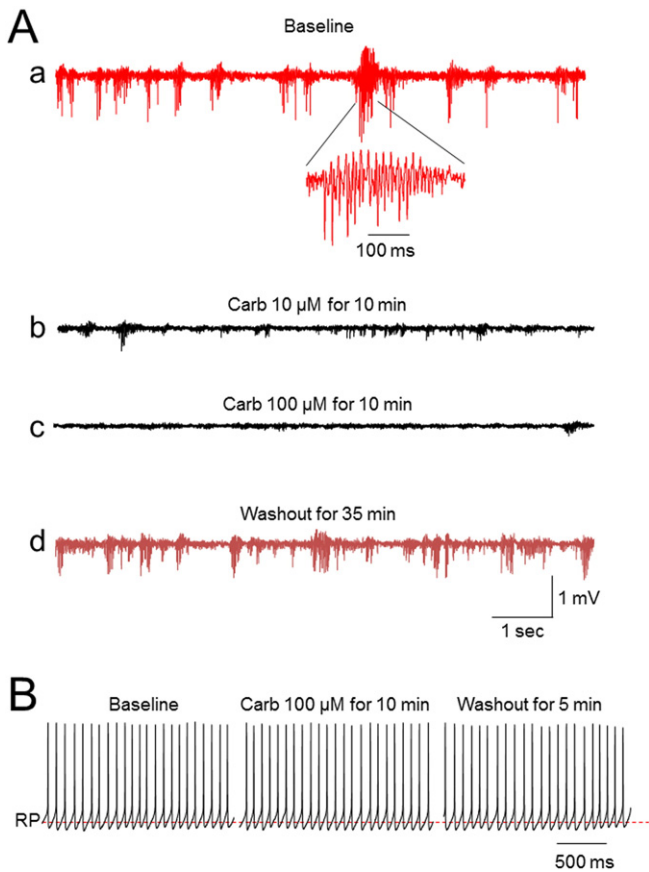 A
Baseline
a
100 ms
Carb 10 µM for 10 min
b
Carb 100 µM for 10 min
c
Washout for 35 min
d
1 mV
1 sec
B
Baseline Carb 100 µM for 10 min Washout for 5 min
RP
500 ms